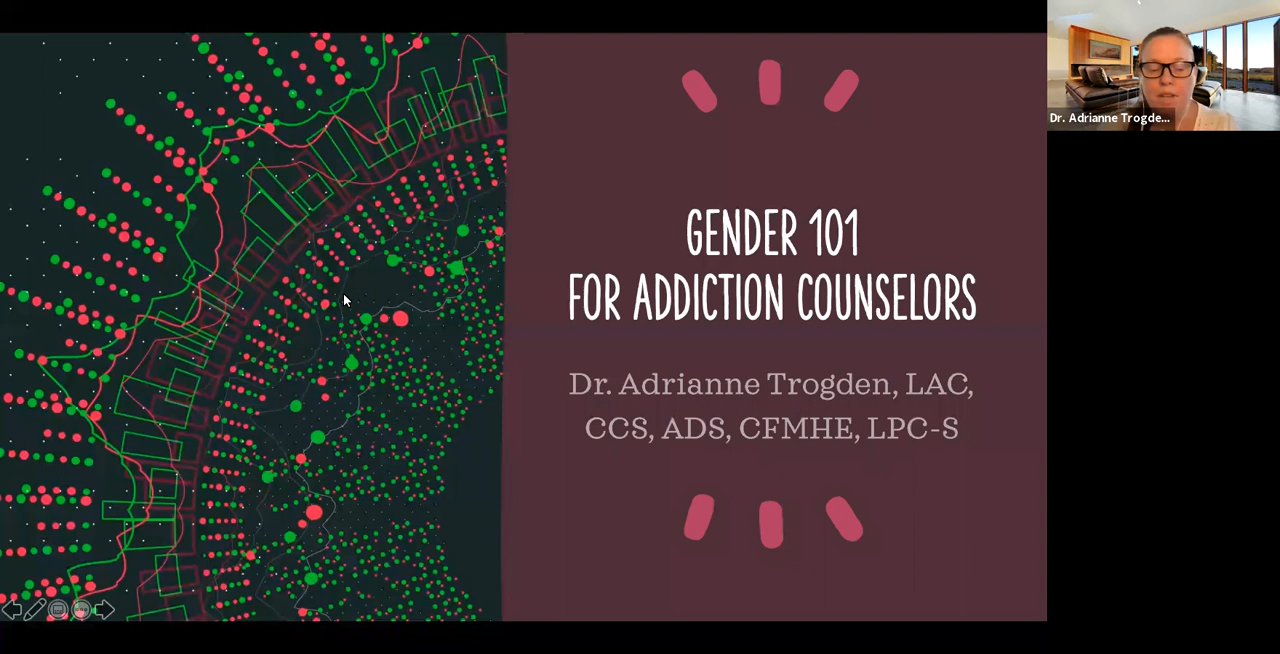 GENDER 101
FOR ADDICTION COUNSELORS
Dr. Adrianne Trogden, LAC,
CCS, ADS, CFMHE, LPC-S
Dr. Adrianne Trogde...